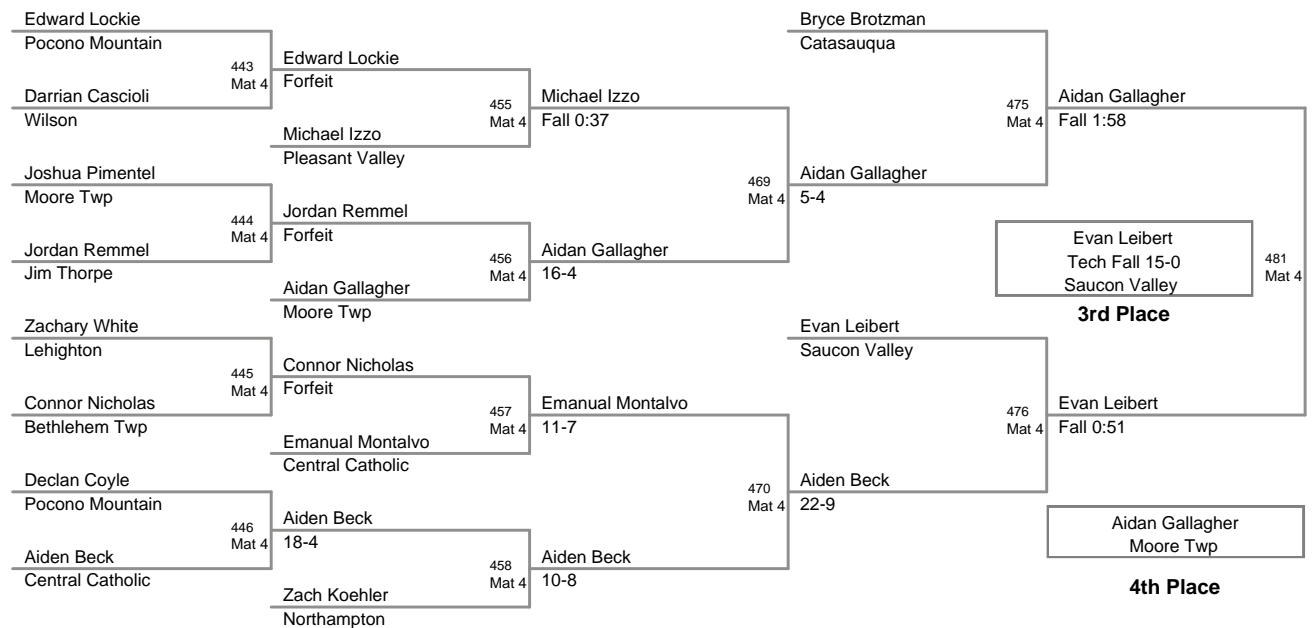 Edward Lockie
Pocono Mountain
443
Mat 4
Darrian Cascioli
Wilson
Joshua Pimentel
Moore Twp
444
Mat 4
Jordan Remmel
Jim Thorpe
Zachary White
Lehighton
445
Mat 4
Connor Nicholas
Bethlehem Twp
Declan Coyle
Pocono Mountain
446
Mat 4
Aiden Beck
Central Catholic
Edward Lockie
Forfeit
455
Mat 4
Michael Izzo
Pleasant Valley
Jordan Remmel
Forfeit
456
Mat 4
Aidan Gallagher
Moore Twp
Connor Nicholas
Forfeit
457
Mat 4
Emanual Montalvo
Central Catholic
Aiden Beck
18-4
458
Mat 4
Zach Koehler
Northampton
Michael Izzo
Fall 0:37
469
Mat 4
Aidan Gallagher
16-4
Emanual Montalvo
11-7
470
Mat 4
Aiden Beck
10-8
Bryce Brotzman
Catasauqua
475
Mat 4
Aidan Gallagher
5-4
Evan Leibert
Saucon Valley
476
Mat 4
Aiden Beck
22-9
Aidan Gallagher
Fall 1:58
481
Mat 4
Evan Leibert
Fall 0:51
Evan Leibert
Tech Fall 15-0
Saucon Valley
3rd Place
Aidan Gallagher
Moore Twp
4th Place